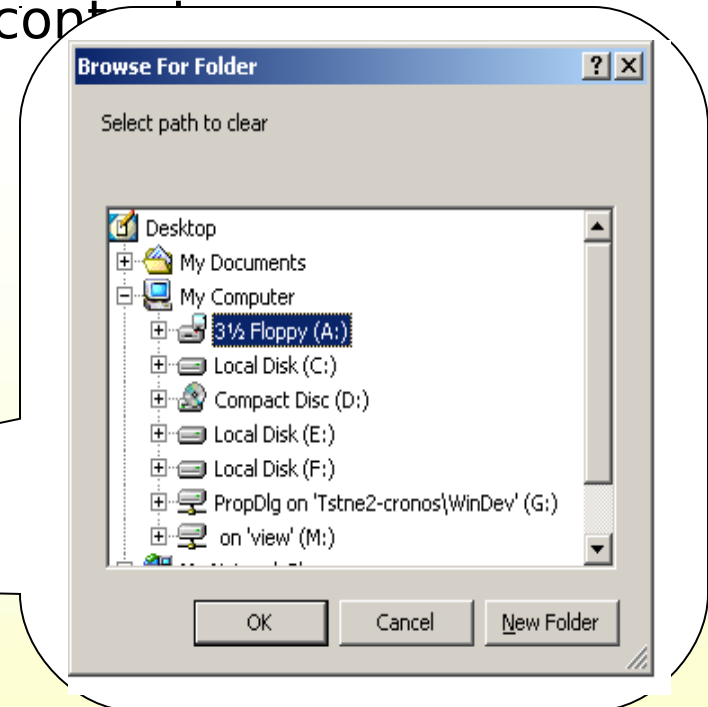 Browse For Folder
Select path to clear
Desktop
My Documents
My Computer
3½ Floppy (A:)
Local Disk (C:)
Compact Disc (D:)
Local Disk (E:)
Local Disk (F:)
PropDlg on 'Tstne2-cronos\WinDev' (G:)
on 'view' (M:)
OK Cancel New Folder